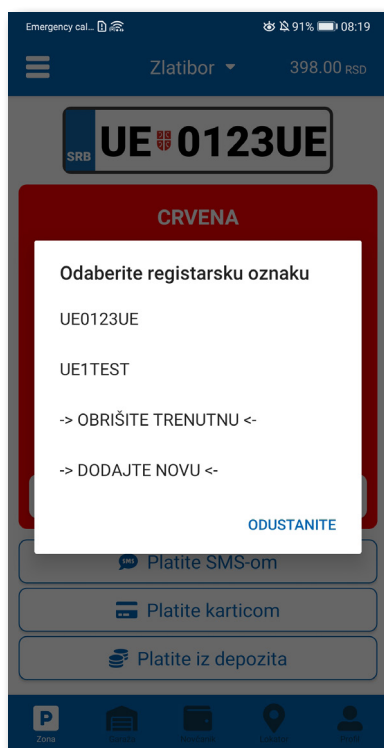 Emergency cal... 91% 08:19
Zlatibor 398.00 RSD
SRB UE 0123UE
CRVENA
Odaberite registarsku oznaku
UE0123UE
UE1TEST
-> OBRIŠITE TRENUTNU <-
-> DODAJTE NOVU <-
ODUSTANITE
SMS Platite SMS-om
Platite karticom
Platite iz depozita
P
Zona